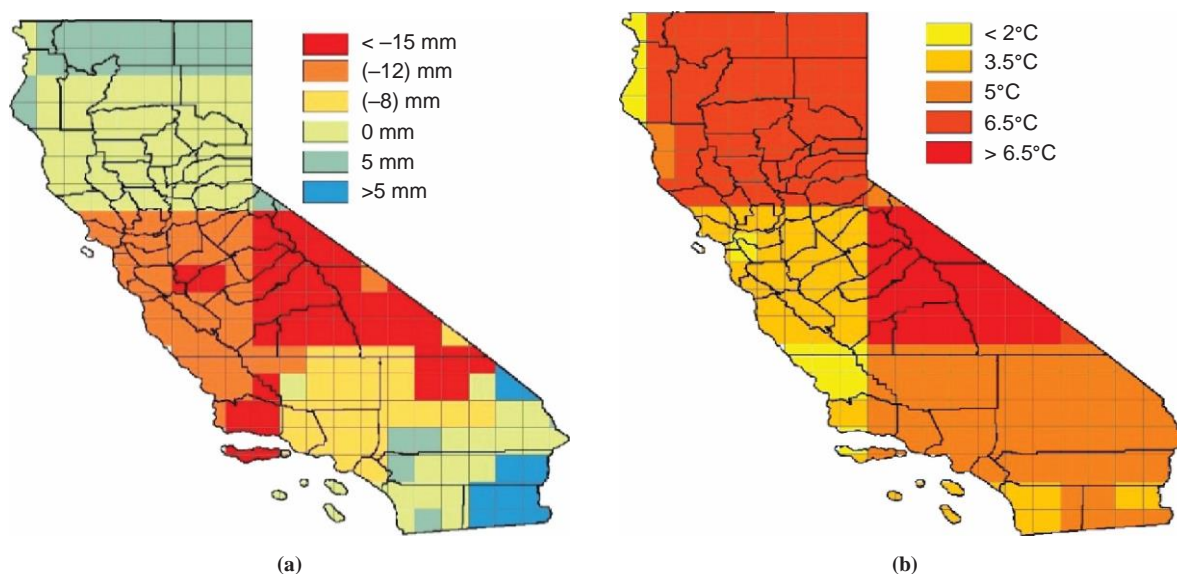 < –15 mm
(–12) mm
(–8) mm
0 mm
5 mm
>5 mm
(a)
< 2°C
3.5°C
5°C
6.5°C
> 6.5°C
(b)